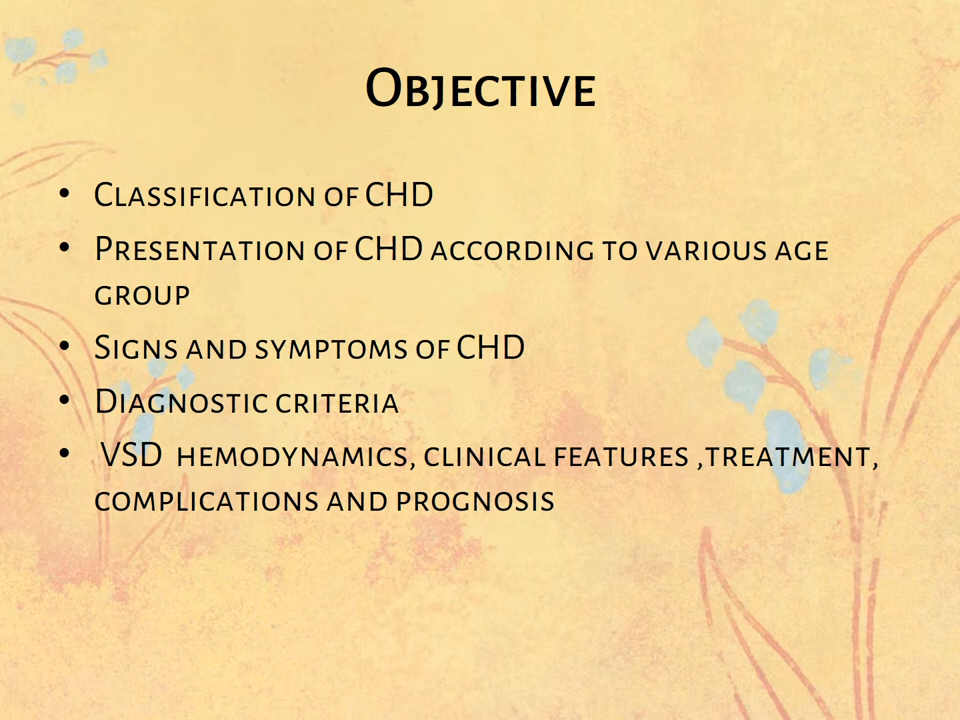 Objective
• Classification of CHD
• Presentation of CHD according to various age
group
• Signs and symptoms of CHD
• Diagnostic criteria
• VSD hemodynamics, clinical features ,treatment,
complications and prognosis